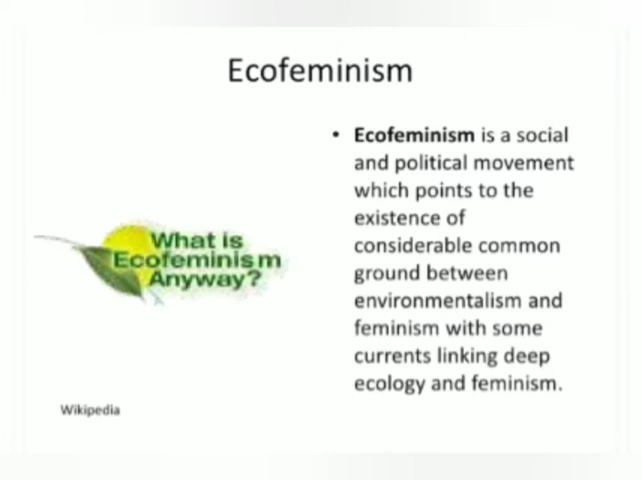 Ecofeminism
What is
Ecofeminism
Anyway?
Wikipedia
• Ecofeminism is a social
and political movement
which points to the
existence of
considerable common
ground between
environmentalism and
feminism with some
currents linking deep
ecology and feminism.